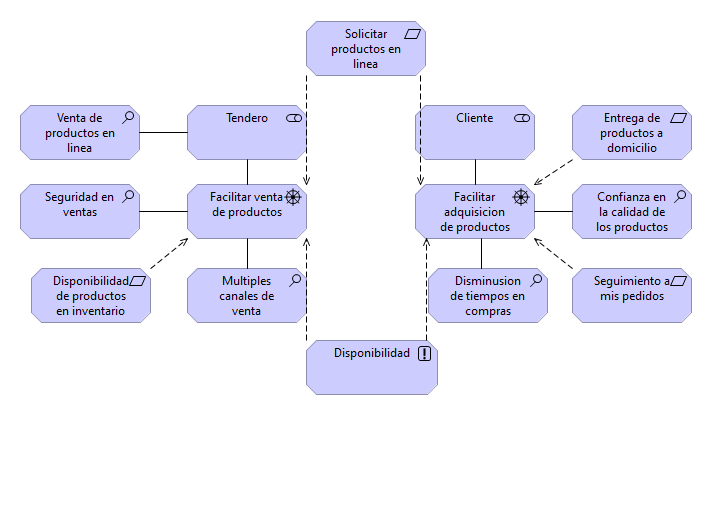 Solicitar
productos en
linea
Venta de
productos en
linea
Tendero
Cliente
Entrega de
productos a
domicilio
Seguridad en
ventas
Facilitar venta
de productos
Facilitar
adquisicion
de productos
Confianza en
la calidad de
los productos
Disponibilidad
de productos
en inventario
Multiples
canales de
venta
Disminusion
de tiempos en
compras
Seguimiento a
mis pedidos
Disponibilidad